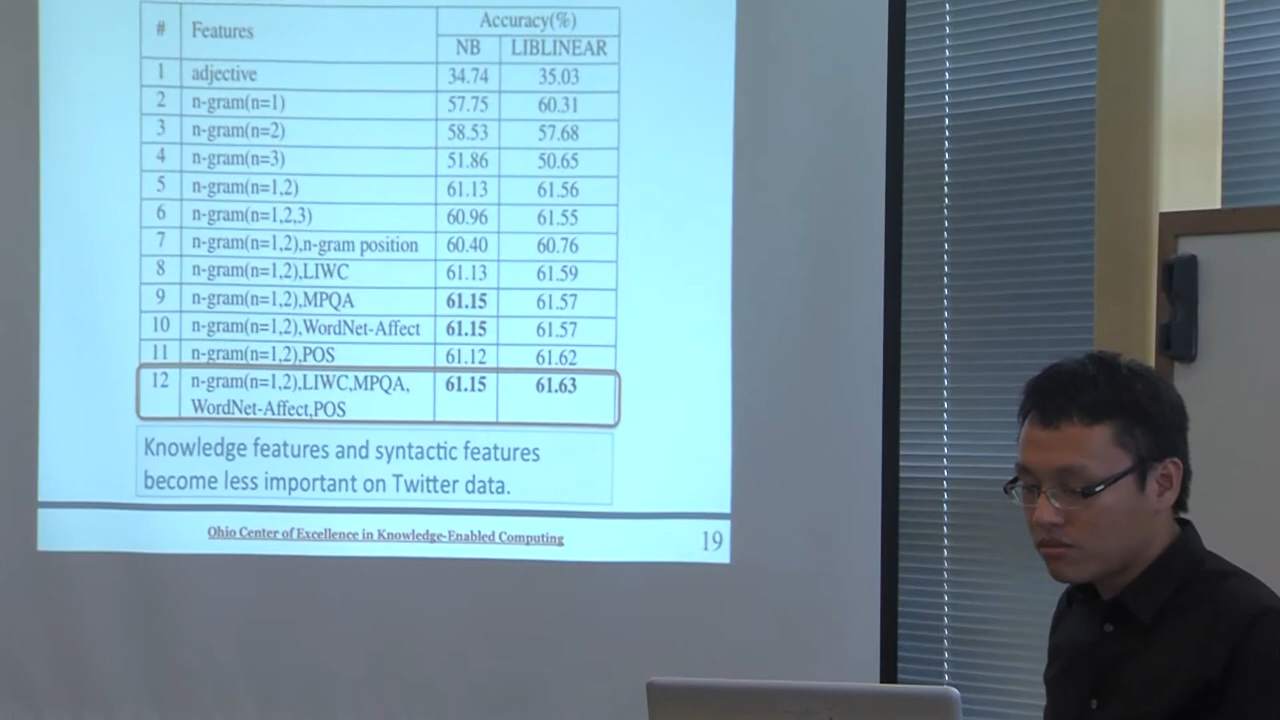 # Features Accuracy(%)
NB LIBLINEAR
1 adjective 34.74 35.03
2 n-gram(n=1) 57.75 60.31
3 n-gram(n=2) 58.53 57.68
4 n-gram(n=3) 51.86 50.65
5 n-gram(n=1,2) 61.13 61.56
6 n-gram(n=1,2,3) 60.96 61.55
7 n-gram(n=1,2),n-gram position 60.40 60.76
8 n-gram(n=1,2),LIWC 61.13 61.59
9 n-gram(n=1,2),MPQA 61.15 61.57
10 n-gram(n=1,2),WordNet-Affect 61.15 61.57
11 n-gram(n=1,2),POS 61.12 61.62
12 n-gram(n=1,2),LIWC,MPQA, 61.15 61.63
WordNet-Affect,POS
Knowledge features and syntactic features
become less important on Twitter data.
Ohio Center of Excellence in Knowledge-Enabled Computing 19